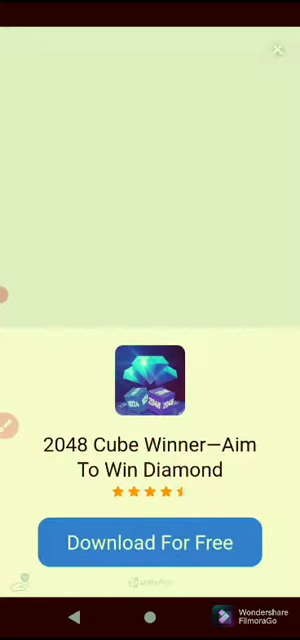 2048 Cube Winner—Aim
To Win Diamond
Download For Free
Wondershare
FilmoraGo